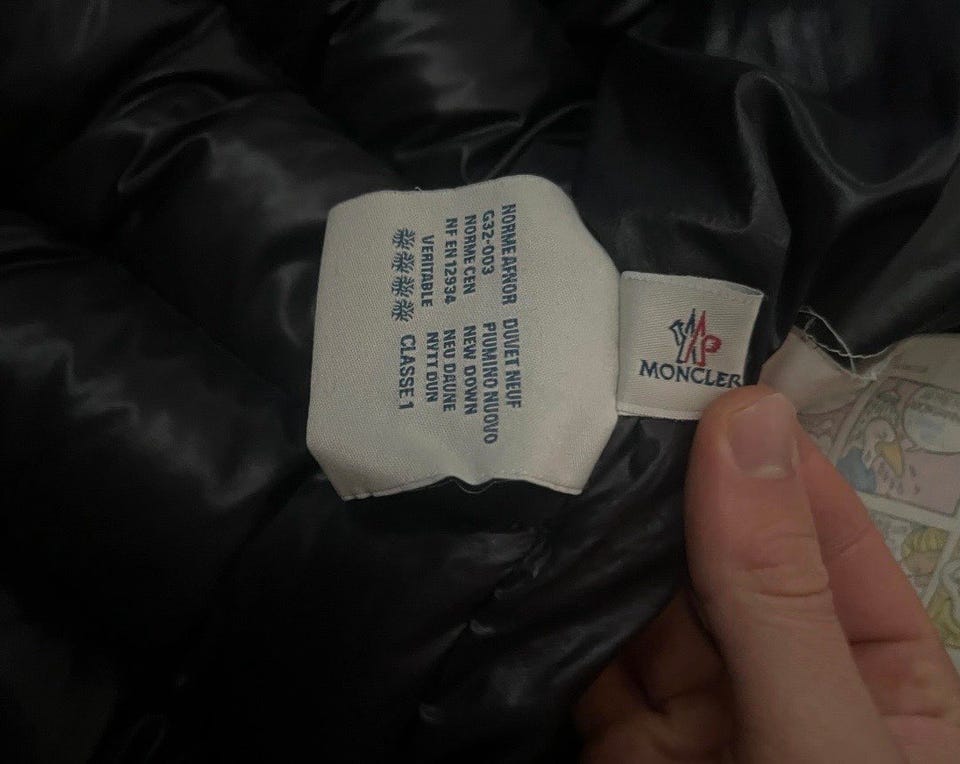 NORME AFNOR DUVET NEUF
G32-003 PIUMINO NUOVO
NORME CEN NEW DOWN
NF EN 12934 NEU DAUNE
VERITABLE NYTT DUN
CLASSE 1
MONCLER